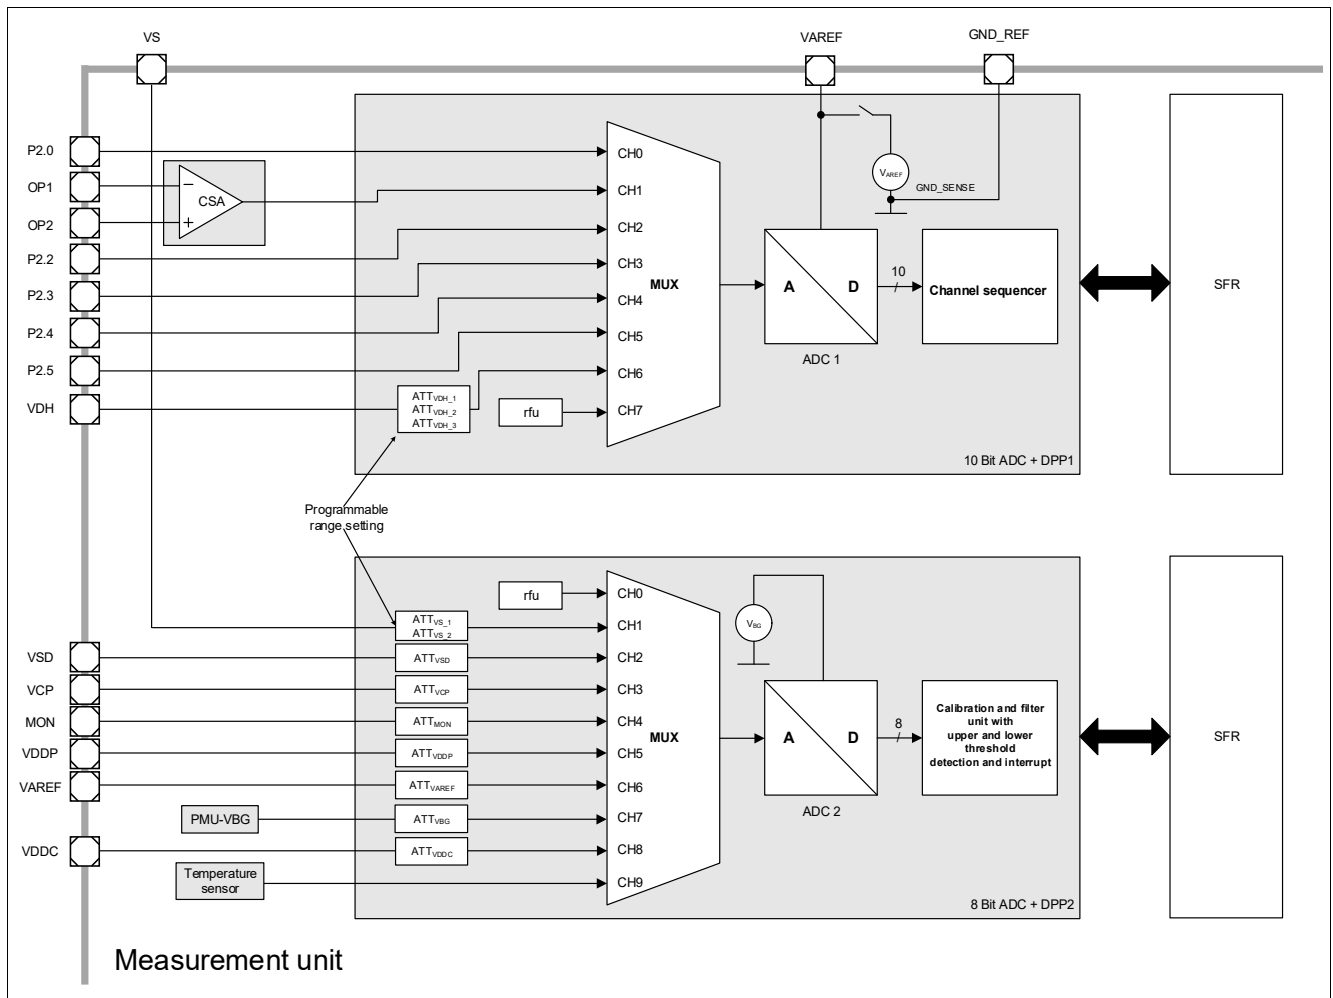 VS
VAREF
GND_REF
P2.0
OP1
OP2
P2.2
P2.3
P2.4
P2.5
VDH
−
+
CSA
ATTVDH_1
ATTVDH_2
ATTVDH_3
rfu
CH0
CH1
CH2
CH3
CH4
CH5
CH6
CH7
MUX
VAREF
GND_SENSE
A
D
ADC 1
10
Channel sequencer
10 Bit ADC + DPP1
SFR
Programmable
range setting
VSD
VCP
MON
VDDP
VAREF
VDDC
PMU-VBG
Temperature
sensor
rfu
ATTVS_1
ATTVS_2
ATTVSD
ATTVCP
ATTMON
ATTVDDP
ATTVAREF
ATTVBG
ATTVDDC
CH0
CH1
CH2
CH3
CH4
CH5
CH6
CH7
CH8
CH9
MUX
VBG
A
D
ADC 2
8
Calibration and filter
unit with
upper and lower
threshold
detection and interrupt
8 Bit ADC + DPP2
SFR
Measurement unit